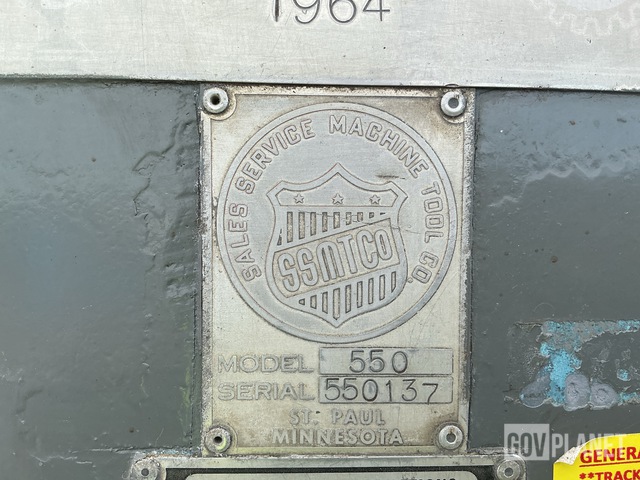 1964
SALES SERVICE MACHINE TOOL CO.
SSMTCO
MODEL 550
SERIAL 550137
ST. PAUL
MINNESOTA
GOVPLANET
GENERA
**TRACK